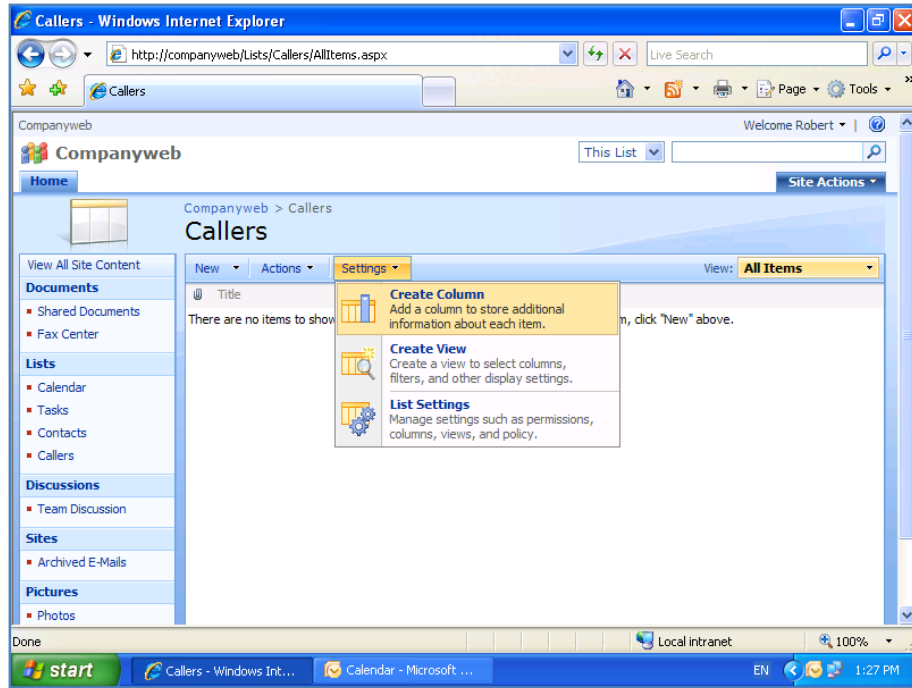 Callers - Windows Internet Explorer
http://companyweb/Lists/Callers/AllItems.aspx
Live Search
Callers
Page
Tools
Companyweb
Welcome Robert
Companyweb
This List
Home
Site Actions
Companyweb > Callers
Callers
View All Site Content
New
Actions
Settings
View: All Items
Documents
Shared Documents
Fax Center
Lists
Calendar
Tasks
Contacts
Callers
Discussions
Team Discussion
Sites
Archived E-Mails
Pictures
Photos
Title
There are no items to show
m, click "New" above.
Create Column
Add a column to store additional
information about each item.
Create View
Create a view to select columns,
filters, and other display settings.
List Settings
Manage settings such as permissions,
columns, views, and policy.
Done
Local intranet
100%
start
Callers - Windows Int...
Calendar - Microsoft ...
EN
1:27 PM